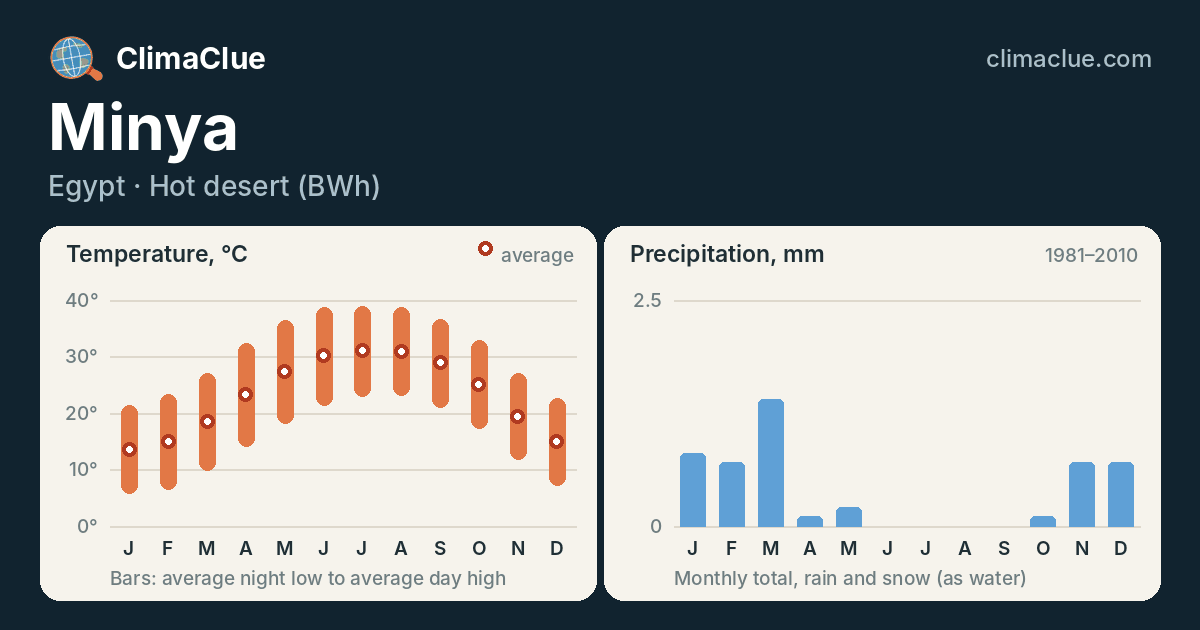 ClimaClue
climaclue.com
Minya
Egypt · Hot desert (BWh)
Temperature, °C
average
40°
30°
20°
10°
0°
J F M A M J J A S O N D
Bars: average night low to average day high
Precipitation, mm
1981–2010
2.5
0
J F M A M J J A S O N D
Monthly total, rain and snow (as water)